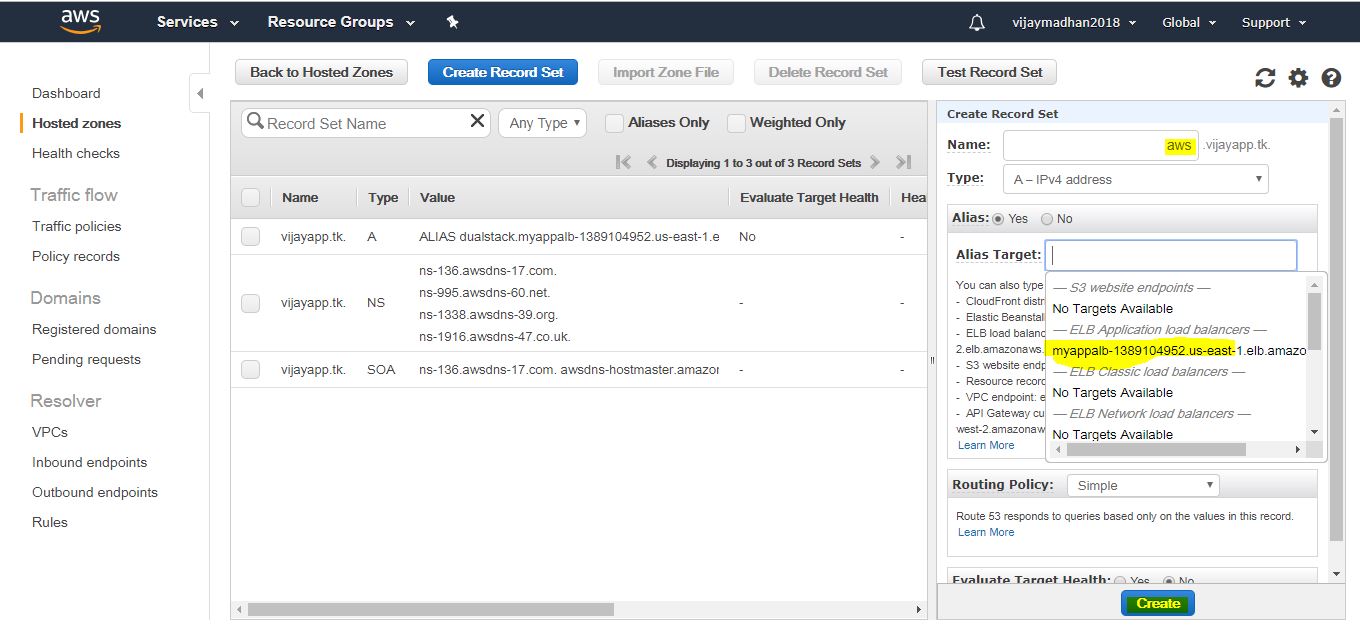 aws Services Resource Groups vijaymadhan2018 Global Support
Back to Hosted Zones Create Record Set Import Zone File Delete Record Set Test Record Set
Dashboard
Hosted zones
Health checks
Traffic flow
Traffic policies
Policy records
Domains
Registered domains
Pending requests
Resolver
VPCs
Inbound endpoints
Outbound endpoints
Rules
Record Set Name Any Type Aliases Only Weighted Only
Displaying 1 to 3 out of 3 Record Sets
Name Type Value Evaluate Target Health Hea
vijayapp.tk. A ALIAS dualstack.myappalb-1389104952.us-east-1.e No -
vijayapp.tk. NS ns-136.awsdns-17.com. - -
ns-995.awsdns-60.net.
ns-1338.awsdns-39.org.
ns-1916.awsdns-47.co.uk.
vijayapp.tk. SOA ns-136.awsdns-17.com. awsdns-hostmaster.amazor - -
Create Record Set
Name: aws .vijayapp.tk.
Type: A – IPv4 address
Alias: Yes No
Alias Target:
You can also type
- CloudFront distr
- Elastic Beanstal
- ELB load balanc
2.elb.amazonaws.
- S3 website endp
- Resource recor
- VPC endpoint: e
- API Gateway cu
west-2.amazonaw
Learn More
— S3 website endpoints —
No Targets Available
— ELB Application load balancers —
myappalb-1389104952.us-east-1.elb.amazo
— ELB Classic load balancers —
No Targets Available
— ELB Network load balancers —
No Targets Available
Routing Policy: Simple
Route 53 responds to queries based only on the values in this record.
Learn More
Evaluate Target Health: Yes No
Create